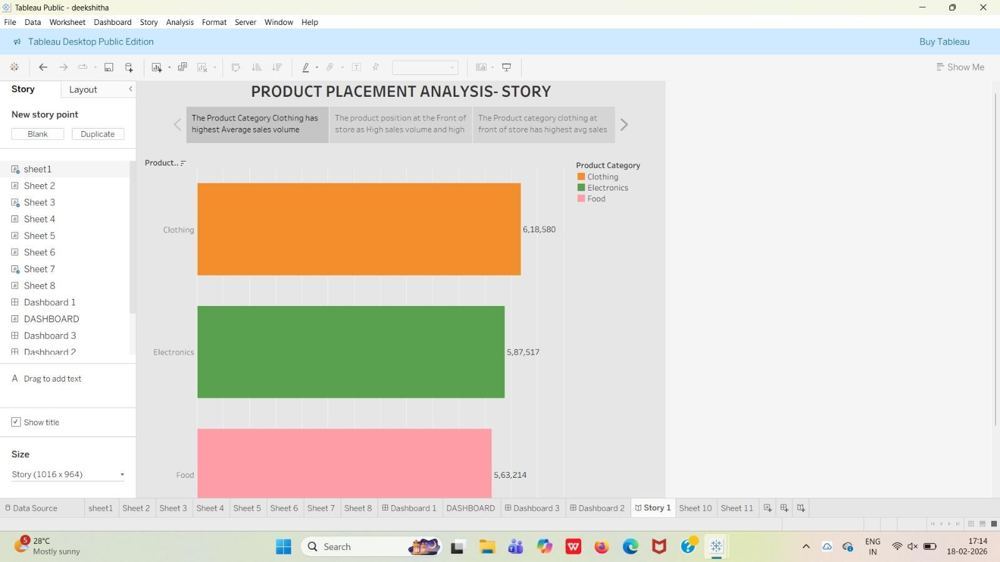 Tableau Public - deekshitha
File Data Worksheet Dashboard Story Analysis Format Server Window Help
Tableau Desktop Public Edition
Buy Tableau
Show Me
Story
Layout
New story point
Blank
Duplicate
sheet1
Sheet 2
Sheet 3
Sheet 4
Sheet 5
Sheet 6
Sheet 7
Sheet 8
Dashboard 1
DASHBOARD
Dashboard 3
Dashboard 2
A Drag to add text
Show title
Size
Story (1016 x 964)
PRODUCT PLACEMENT ANALYSIS- STORY
The Product Category Clothing has
highest Average sales volume
The product position at the Front of
store as High sales volume and high
The Product category clothing at
front of store has highest avg sales
Product..
Clothing
6,18,580
Electronics
5,87,517
Food
5,63,214
Product Category
Clothing
Electronics
Food
Data Source sheet1 Sheet 2 Sheet 3 Sheet 4 Sheet 5 Sheet 6 Sheet 7 Sheet 8 Dashboard 1 DASHBOARD Dashboard 3 Dashboard 2 Story 1 Sheet 10 Sheet 11
5
28°C
Mostly sunny
Search
ENG
IN
17:14
18-02-2026